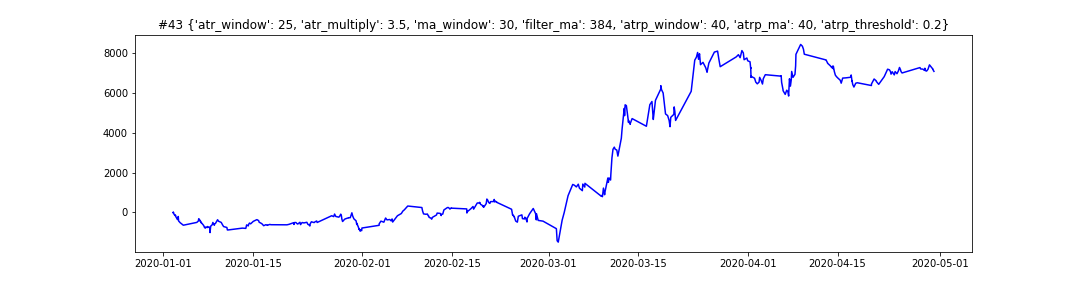 #43 {'atr_window': 25, 'atr_multiply': 3.5, 'ma_window': 30, 'filter_ma': 384, 'atrp_window': 40, 'atrp_ma': 40, 'atrp_threshold': 0.2}
8000
6000
4000
2000
0
2020-01-01 2020-01-15 2020-02-01 2020-02-15 2020-03-01 2020-03-15 2020-04-01 2020-04-15 2020-05-01